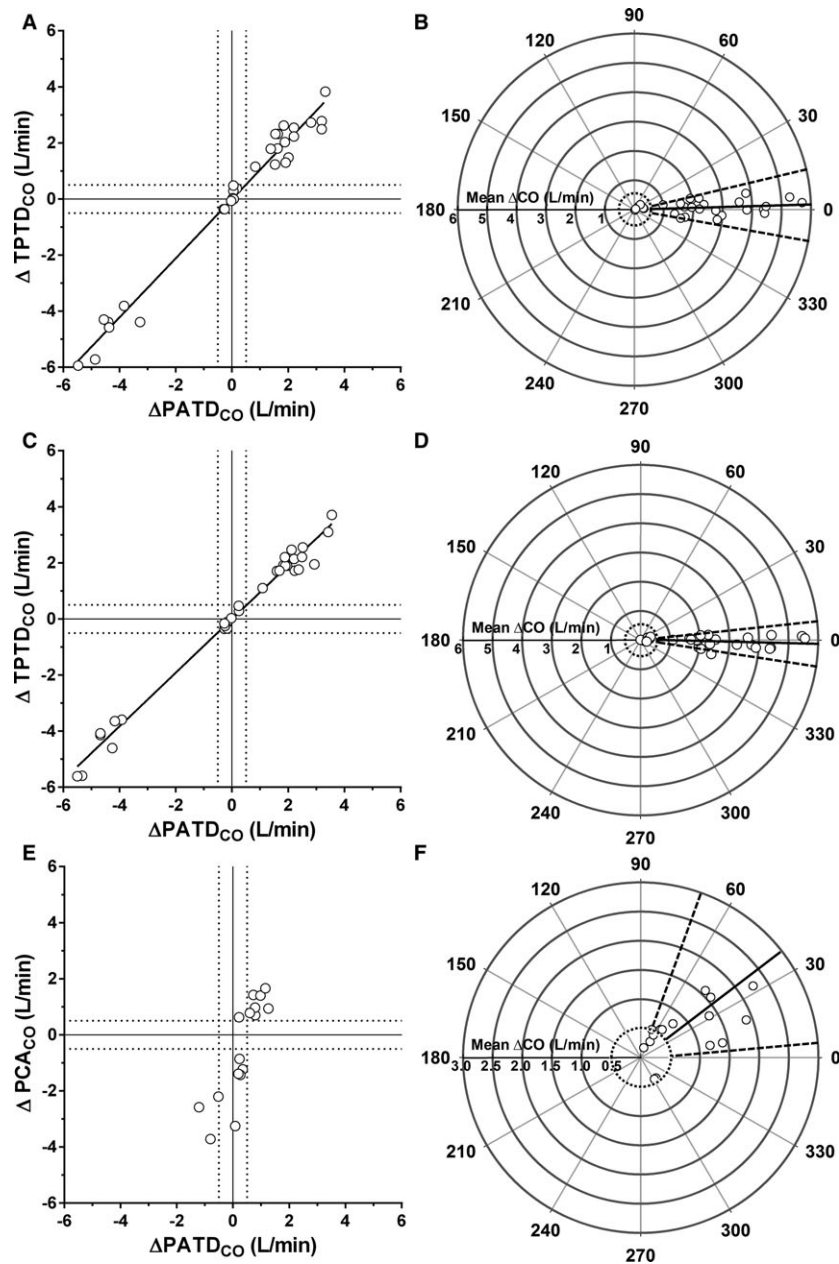 A
6
4
2
0
-2
-4
-6
-6 -4 -2 0 2 4 6
Δ TPTDCO (L/min)
ΔPATDCO (L/min)
B
90
120 60
150 30
Mean ΔCO (L/min)
180 0
6 5 4 3 2 1
210 330
240 300
270
C
6
4
2
0
-2
-4
-6
-6 -4 -2 0 2 4 6
Δ TPTDCO (L/min)
ΔPATDCO (L/min)
D
90
120 60
150 30
Mean ΔCO (L/min)
180 0
6 5 4 3 2 1
210 330
240 300
270
E
6
4
2
0
-2
-4
-6
-6 -4 -2 0 2 4 6
Δ PCACO (L/min)
ΔPATDCO (L/min)
F
90
120 60
150 30
Mean ΔCO (L/min)
180 0
3.0 2.5 2.0 1.5 1.0 0.5
210 330
240 300
270